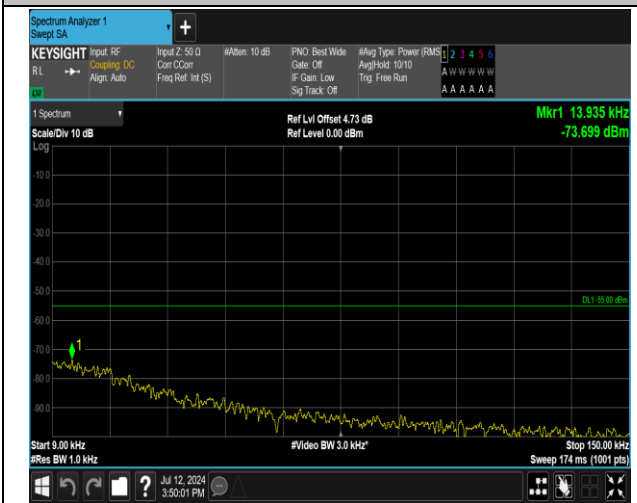 Spectrum Analyzer 1
Swept SA
+
KEYSIGHT
RL
Input: RF
Coupling: DC
Align: Auto
Input Z: 50 Ω
Corr CCorr
Freq Ref: Int (S)
#Atten: 10 dB
PNO: Best Wide
Gate: Off
IF Gain: Low
Sig Track: Off
#Avg Type: Power (RMS
Avg|Hold: 10/10
Trig: Free Run
1 2 3 4 5 6
A W W W W W
A A A A A A
1 Spectrum
Scale/Div 10 dB
Log
Ref Lvl Offset 4.73 dB
Ref Level 0.00 dBm
Mkr1 13.935 kHz
-73.699 dBm
-10.0
-20.0
-30.0
-40.0
-50.0
DL1 -55.00 dBm
-60.0
-70.0
1
-80.0
-90.0
Start 9.00 kHz
#Res BW 1.0 kHz
#Video BW 3.0 kHz*
Stop 150.00 kHz
Sweep 174 ms (1001 pts)
?
Jul 12, 2024
3:50:01 PM